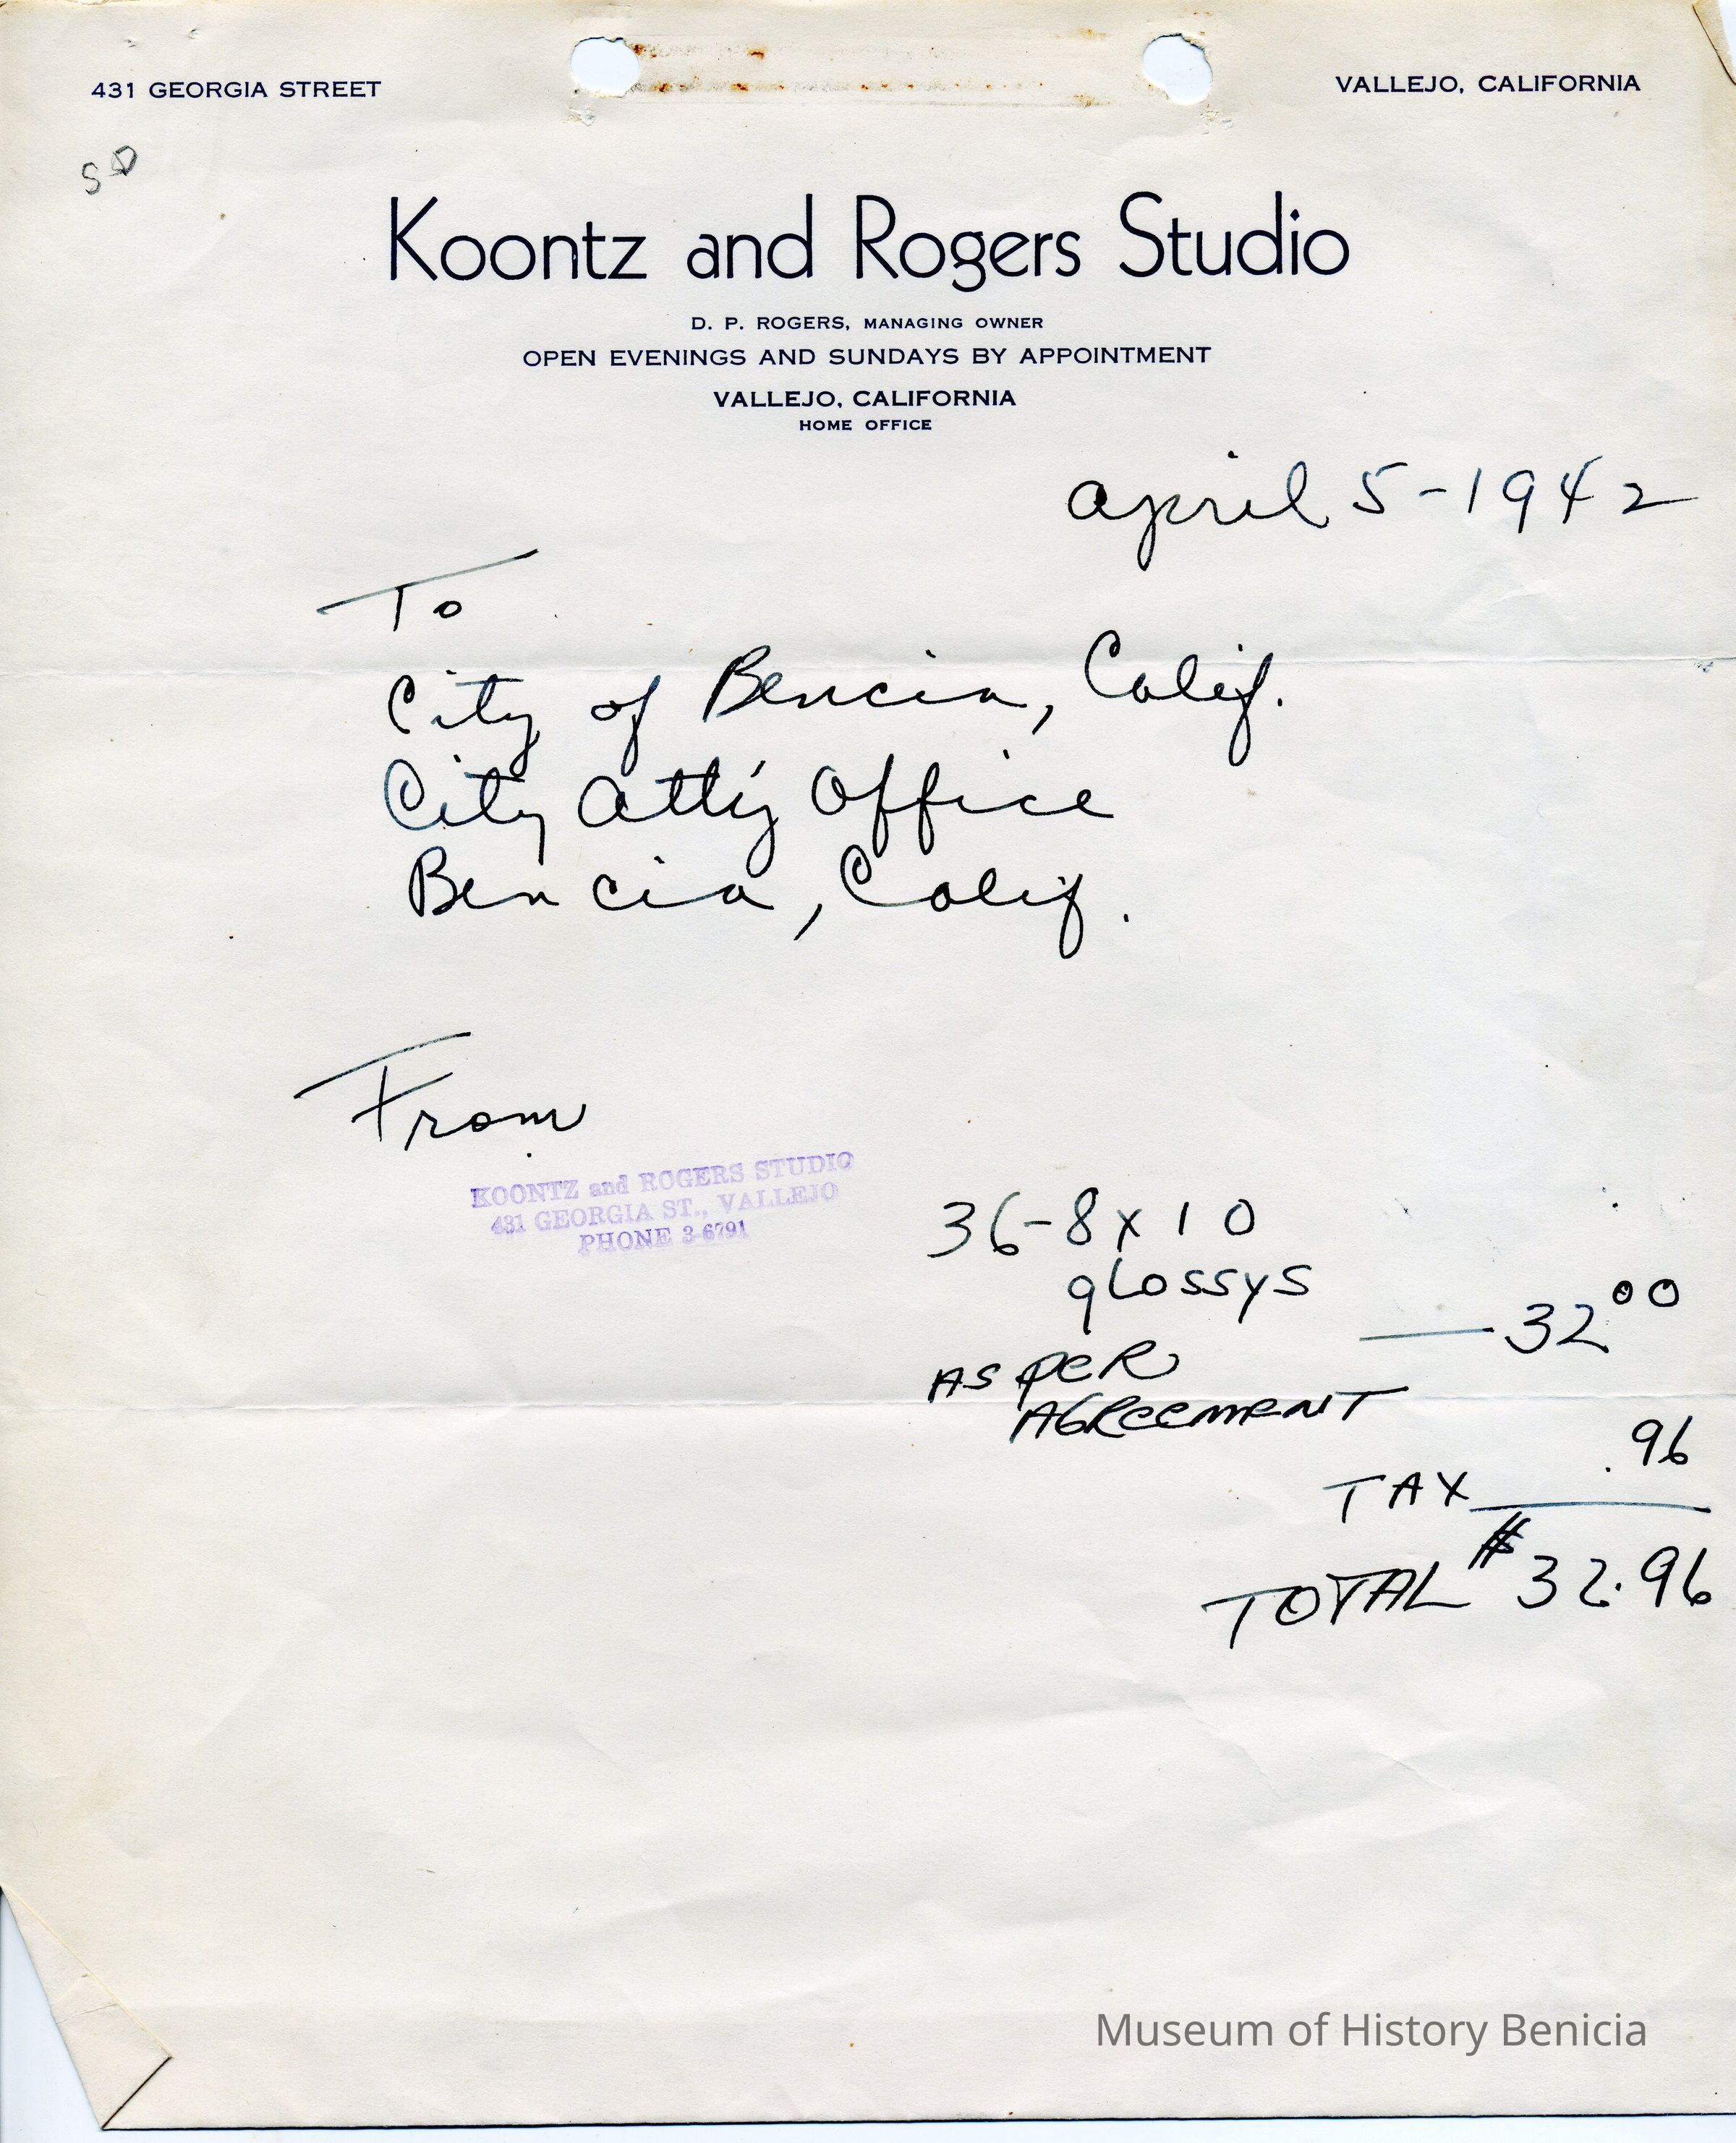 431 GEORGIA STREET
VALLEJO, CALIFORNIA
Koontz and Rogers Studio
D. P. ROGERS, MANAGING OWNER
OPEN EVENINGS AND SUNDAYS BY APPOINTMENT
VALLEJO, CALIFORNIA
HOME OFFICE
April 5-1942
To
City of Bencia, Calif.
City Atty's Office
Bencia, Calif.
From
KOONTZ and ROGERS STUDIO
431 GEORGIA ST., VALLEJO
PHONE 3-6791
36-8x10
glossys
— 32 00
AS PER
AGREEMENT
.96
TAX
TOTAL $32.96
Museum of History Benicia